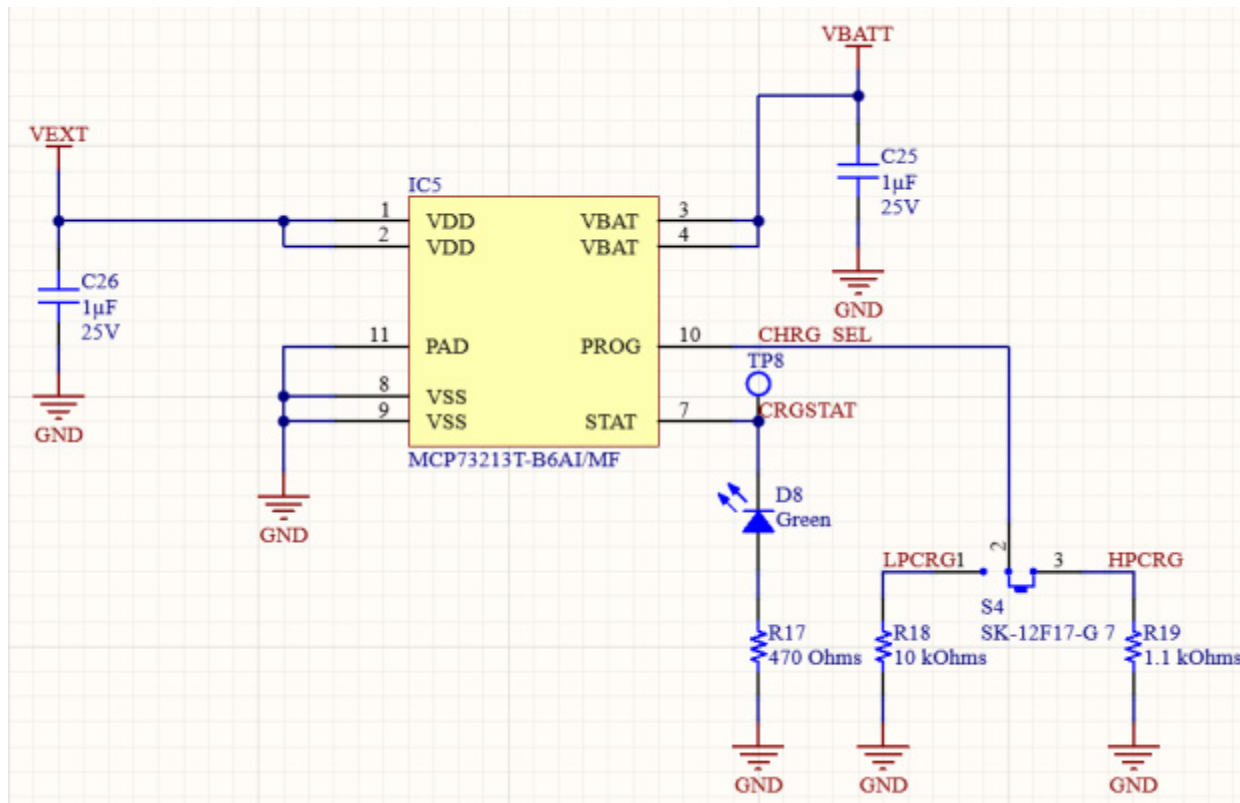 VBATT
VEXT
C25
1µF
25V
IC5
1 VDD VBAT 3
2 VDD VBAT 4
C26
1µF
25V
GND
11 PAD PROG 10 CHRG_SEL
TP8
8 VSS
9 VSS STAT 7 CRGSTAT
GND
MCP73213T-B6AI/MF
D8
Green
GND
LPCRG 1 2 3 HPCRG
S4
SK-12F17-G 7
R17
470 Ohms
R18
10 kOhms
R19
1.1 kOhms
GND
GND
GND